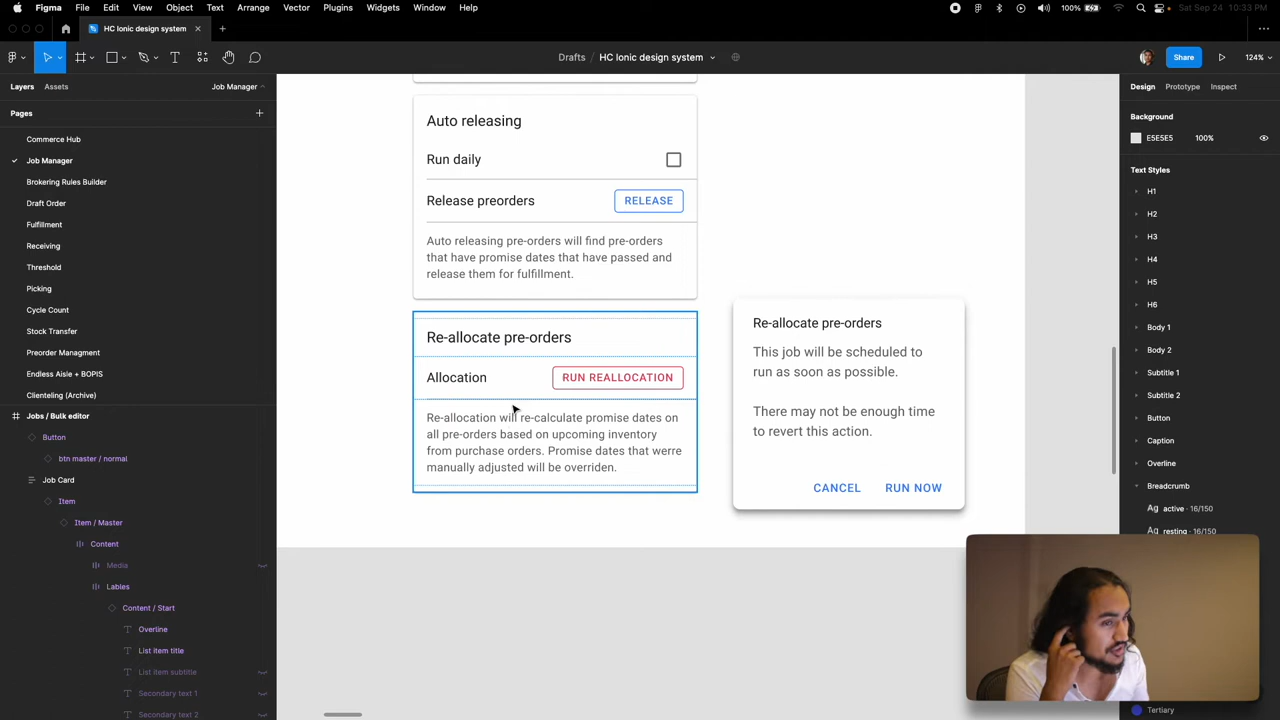 Figma File Edit View Object Text Arrange Vector Plugins Widgets Window Help
100% Sat Sep 24 10:33 PM
HC Ionic design system
Drafts / HC Ionic design system
Share
124%
Layers Assets Job Manager
Pages
Commerce Hub
Job Manager
Brokering Rules Builder
Draft Order
Fulfillment
Receiving
Threshold
Picking
Cycle Count
Stock Transfer
Preorder Managment
Endless Aisle + BOPIS
Clienteling (Archive)
Jobs / Bulk editor
Button
btn master / normal
Job Card
Item
Item / Master
Content
Media
Lables
Content / Start
Overline
List item title
List item subtitle
Secondary text 1
Secondary text 2
Auto releasing
Run daily
Release preorders RELEASE
Auto releasing pre-orders will find pre-orders
that have promise dates that have passed and
release them for fulfillment.
Re-allocate pre-orders
Allocation RUN REALLOCATION
Re-allocation will re-calculate promise dates on
all pre-orders based on upcoming inventory
from purchase orders. Promise dates that werre
manually adjusted will be overriden.
Re-allocate pre-orders
This job will be scheduled to
run as soon as possible.
There may not be enough time
to revert this action.
CANCEL RUN NOW
Design Prototype Inspect
Background
E5E5E5 100%
Text Styles
H1
H2
H3
H4
H5
H6
Body 1
Body 2
Subtitle 1
Subtitle 2
Button
Caption
Overline
Breadcrumb
Ag active · 16/150
Ag resting · 16/150
Tertiary